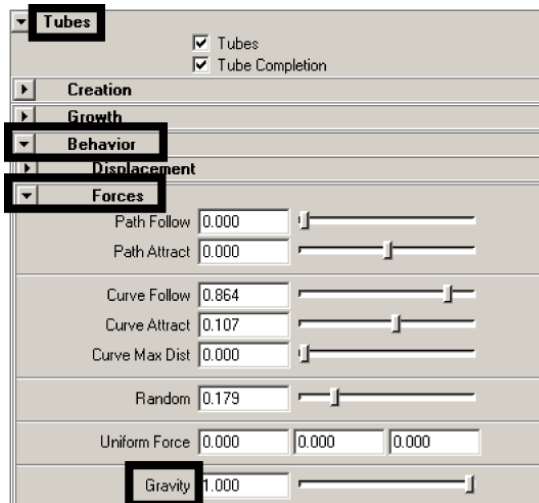 Tubes
Tubes
Tube Completion
Creation
Growth
Behavior
Displacement
Forces
Path Follow 0.000
Path Attract 0.000
Curve Follow 0.864
Curve Attract 0.107
Curve Max Dist 0.000
Random 0.179
Uniform Force 0.000 0.000 0.000
Gravity 1.000